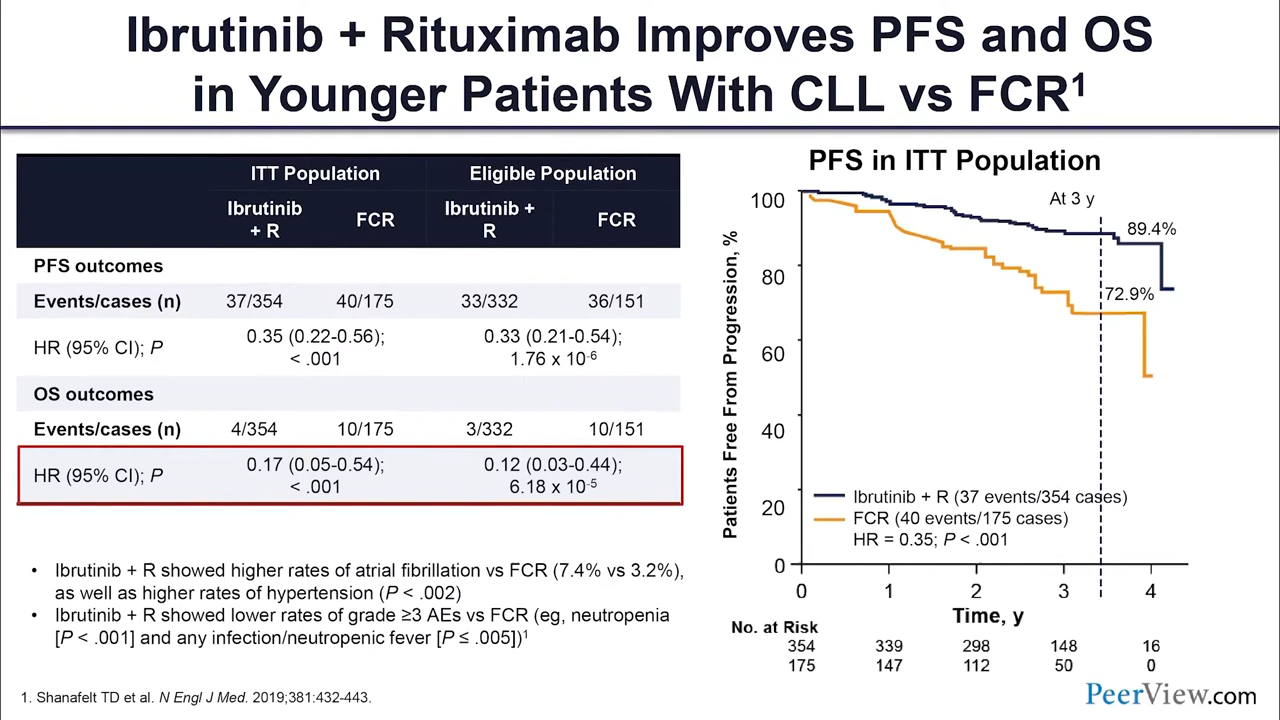 Ibrutinib + Rituximab Improves PFS and OS
in Younger Patients With CLL vs FCR1
ITT Population Eligible Population
Ibrutinib + R FCR Ibrutinib + R FCR
PFS outcomes
Events/cases (n) 37/354 40/175 33/332 36/151
HR (95% CI); P 0.35 (0.22-0.56); < .001 0.33 (0.21-0.54); 1.76 x 10-6
OS outcomes
Events/cases (n) 4/354 10/175 3/332 10/151
HR (95% CI); P 0.17 (0.05-0.54); < .001 0.12 (0.03-0.44); 6.18 x 10-5
• Ibrutinib + R showed higher rates of atrial fibrillation vs FCR (7.4% vs 3.2%),
as well as higher rates of hypertension (P < .002)
• Ibrutinib + R showed lower rates of grade ≥3 AEs vs FCR (eg, neutropenia
[P < .001] and any infection/neutropenic fever [P ≤ .005])1
PFS in ITT Population
Patients Free From Progression, %
100
80
60
40
20
0
At 3 y
89.4%
72.9%
Ibrutinib + R (37 events/354 cases)
FCR (40 events/175 cases)
HR = 0.35; P < .001
0 1 2 3 4
Time, y
No. at Risk
354 339 298 148 16
175 147 112 50 0
1. Shanafelt TD et al. N Engl J Med. 2019;381:432-443.
PeerView.com